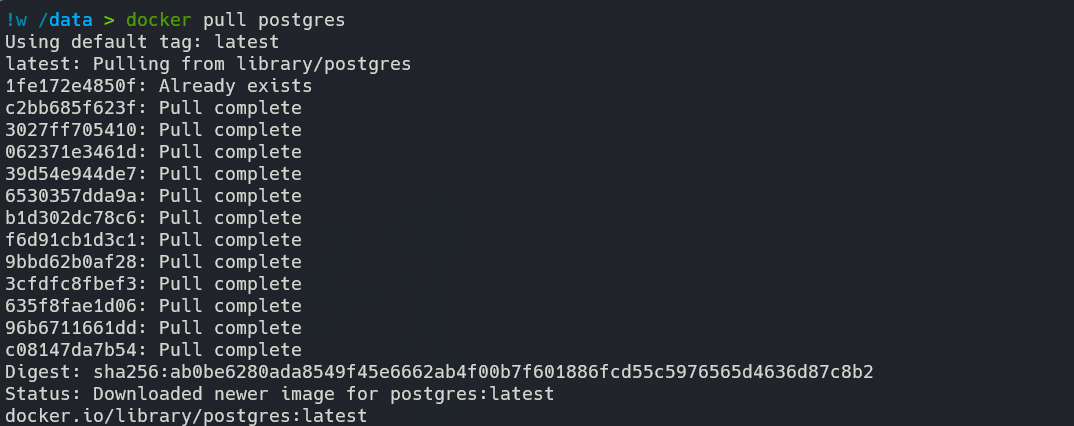 !w /data > docker pull postgres
Using default tag: latest
latest: Pulling from library/postgres
1fe172e4850f: Already exists
c2bb685f623f: Pull complete
3027ff705410: Pull complete
062371e3461d: Pull complete
39d54e944de7: Pull complete
6530357dda9a: Pull complete
b1d302dc78c6: Pull complete
f6d91cb1d3c1: Pull complete
9bbd62b0af28: Pull complete
3cfdfc8fbef3: Pull complete
635f8fae1d06: Pull complete
96b6711661dd: Pull complete
c08147da7b54: Pull complete
Digest: sha256:ab0be6280ada8549f45e6662ab4f00b7f601886fcd55c5976565d4636d87c8b2
Status: Downloaded newer image for postgres:latest
docker.io/library/postgres:latest